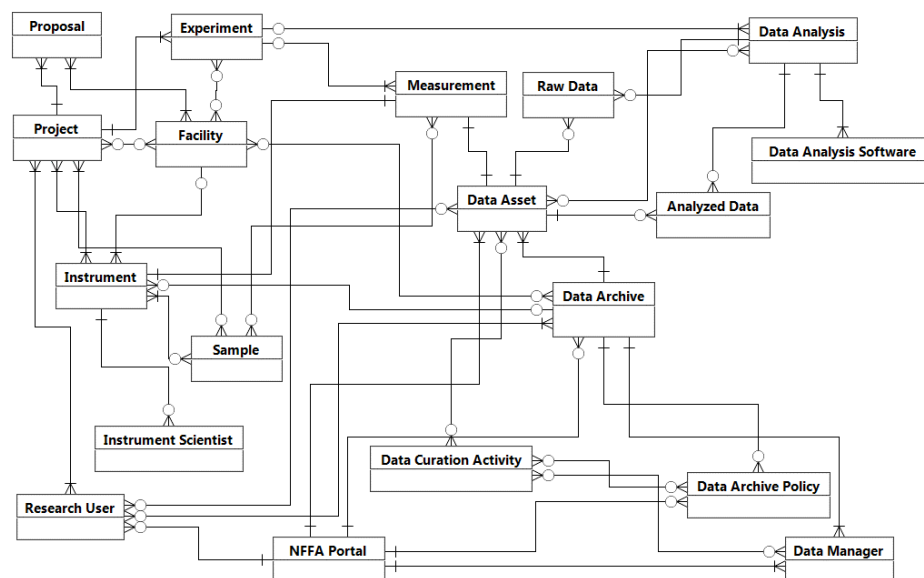 Proposal
Experiment
Data Analysis
Measurement
Raw Data
Project
Facility
Data Analysis Software
Data Asset
Analyzed Data
Instrument
Data Archive
Sample
Instrument Scientist
Data Curation Activity
Data Archive Policy
Research User
NFFA Portal
Data Manager